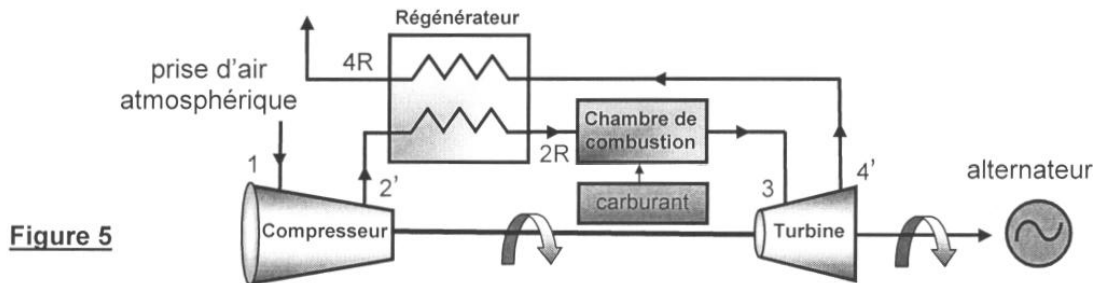 Régénérateur
4R
prise d'air
atmosphérique
Chambre de
combustion
2R
1
2'
carburant
3
4'
alternateur
Compresseur
Turbine
Figure 5